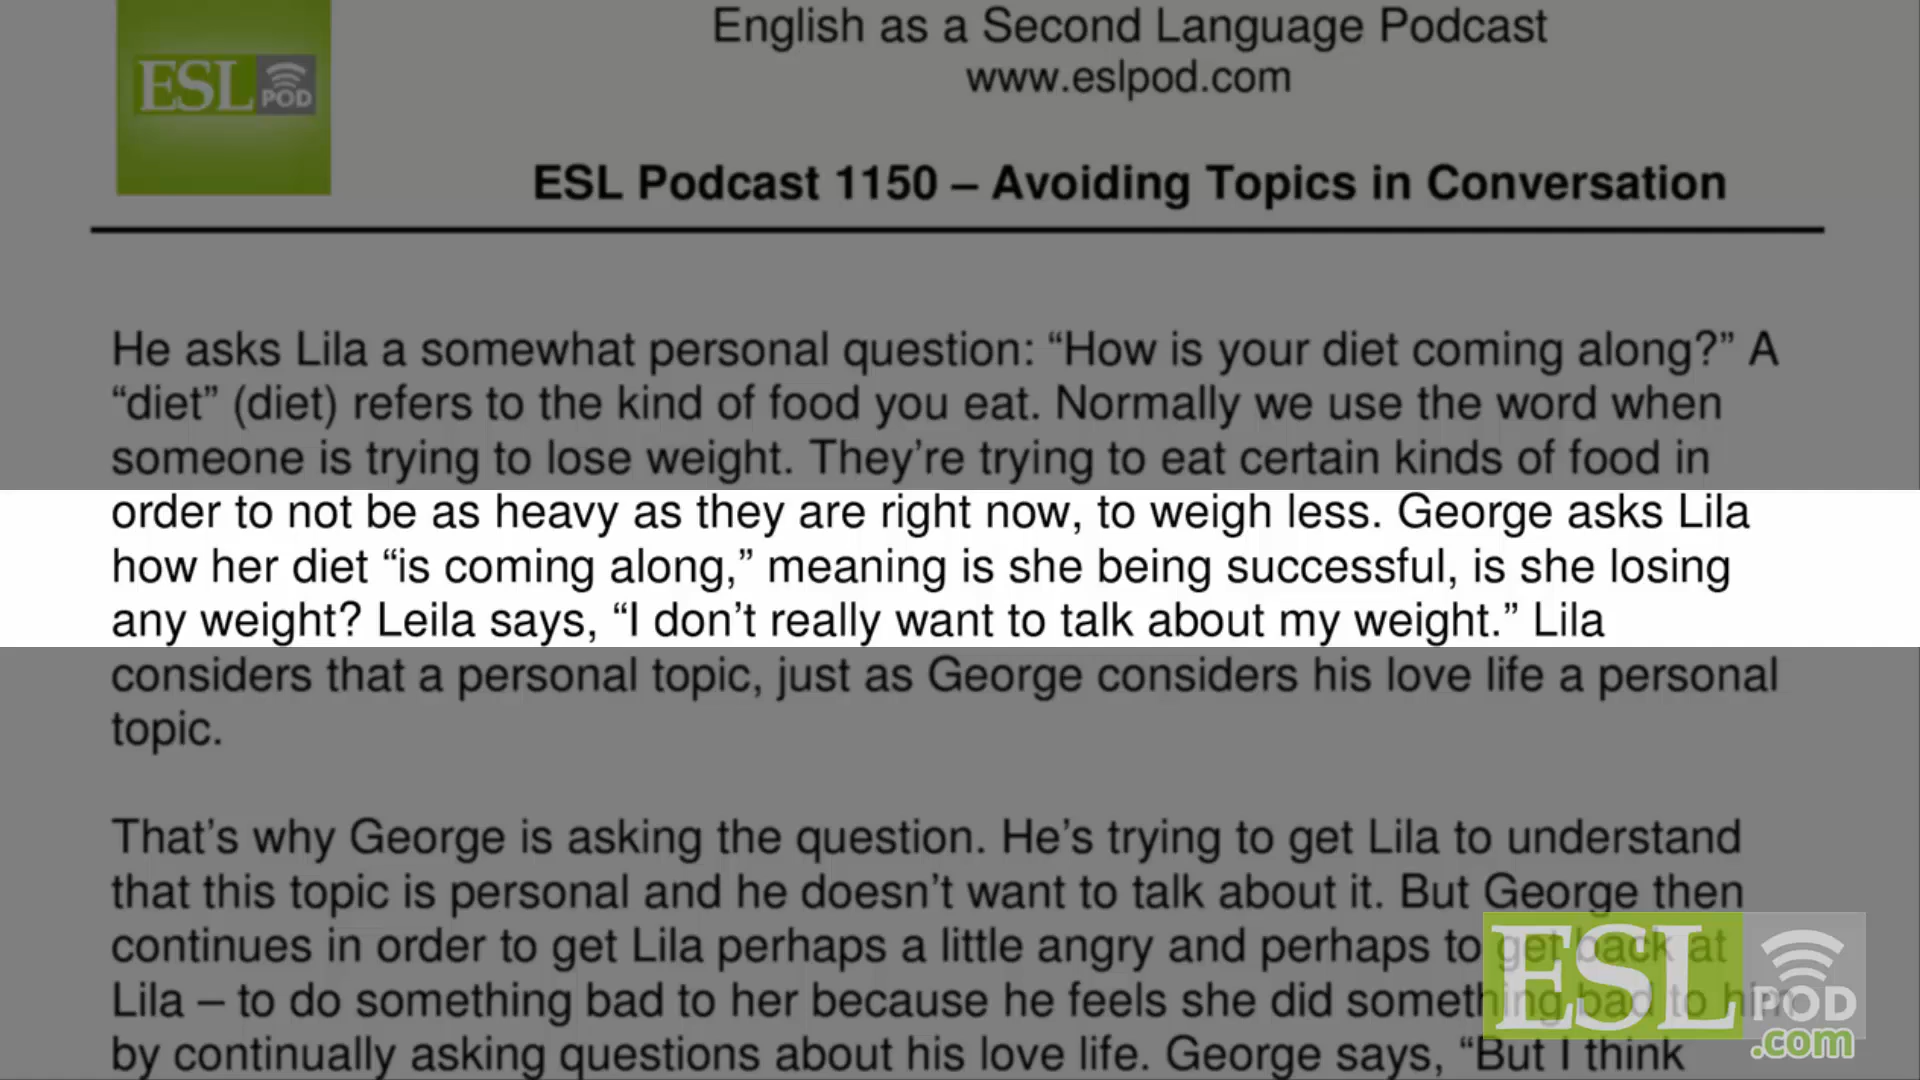 English as a Second Language Podcast
www.eslpod.com
ESL POD
ESL Podcast 1150 – Avoiding Topics in Conversation
He asks Lila a somewhat personal question: “How is your diet coming along?” A
“diet” (diet) refers to the kind of food you eat. Normally we use the word when
someone is trying to lose weight. They’re trying to eat certain kinds of food in
order to not be as heavy as they are right now, to weigh less. George asks Lila
how her diet “is coming along,” meaning is she being successful, is she losing
any weight? Leila says, “I don’t really want to talk about my weight.” Lila
considers that a personal topic, just as George considers his love life a personal
topic.
That’s why George is asking the question. He’s trying to get Lila to understand
that this topic is personal and he doesn’t want to talk about it. But George then
continues in order to get Lila perhaps a little angry and perhaps to get back at
Lila – to do something bad to her because he feels she did something bad to him
by continually asking questions about his love life. George says, “But I think
ESL POD
.com